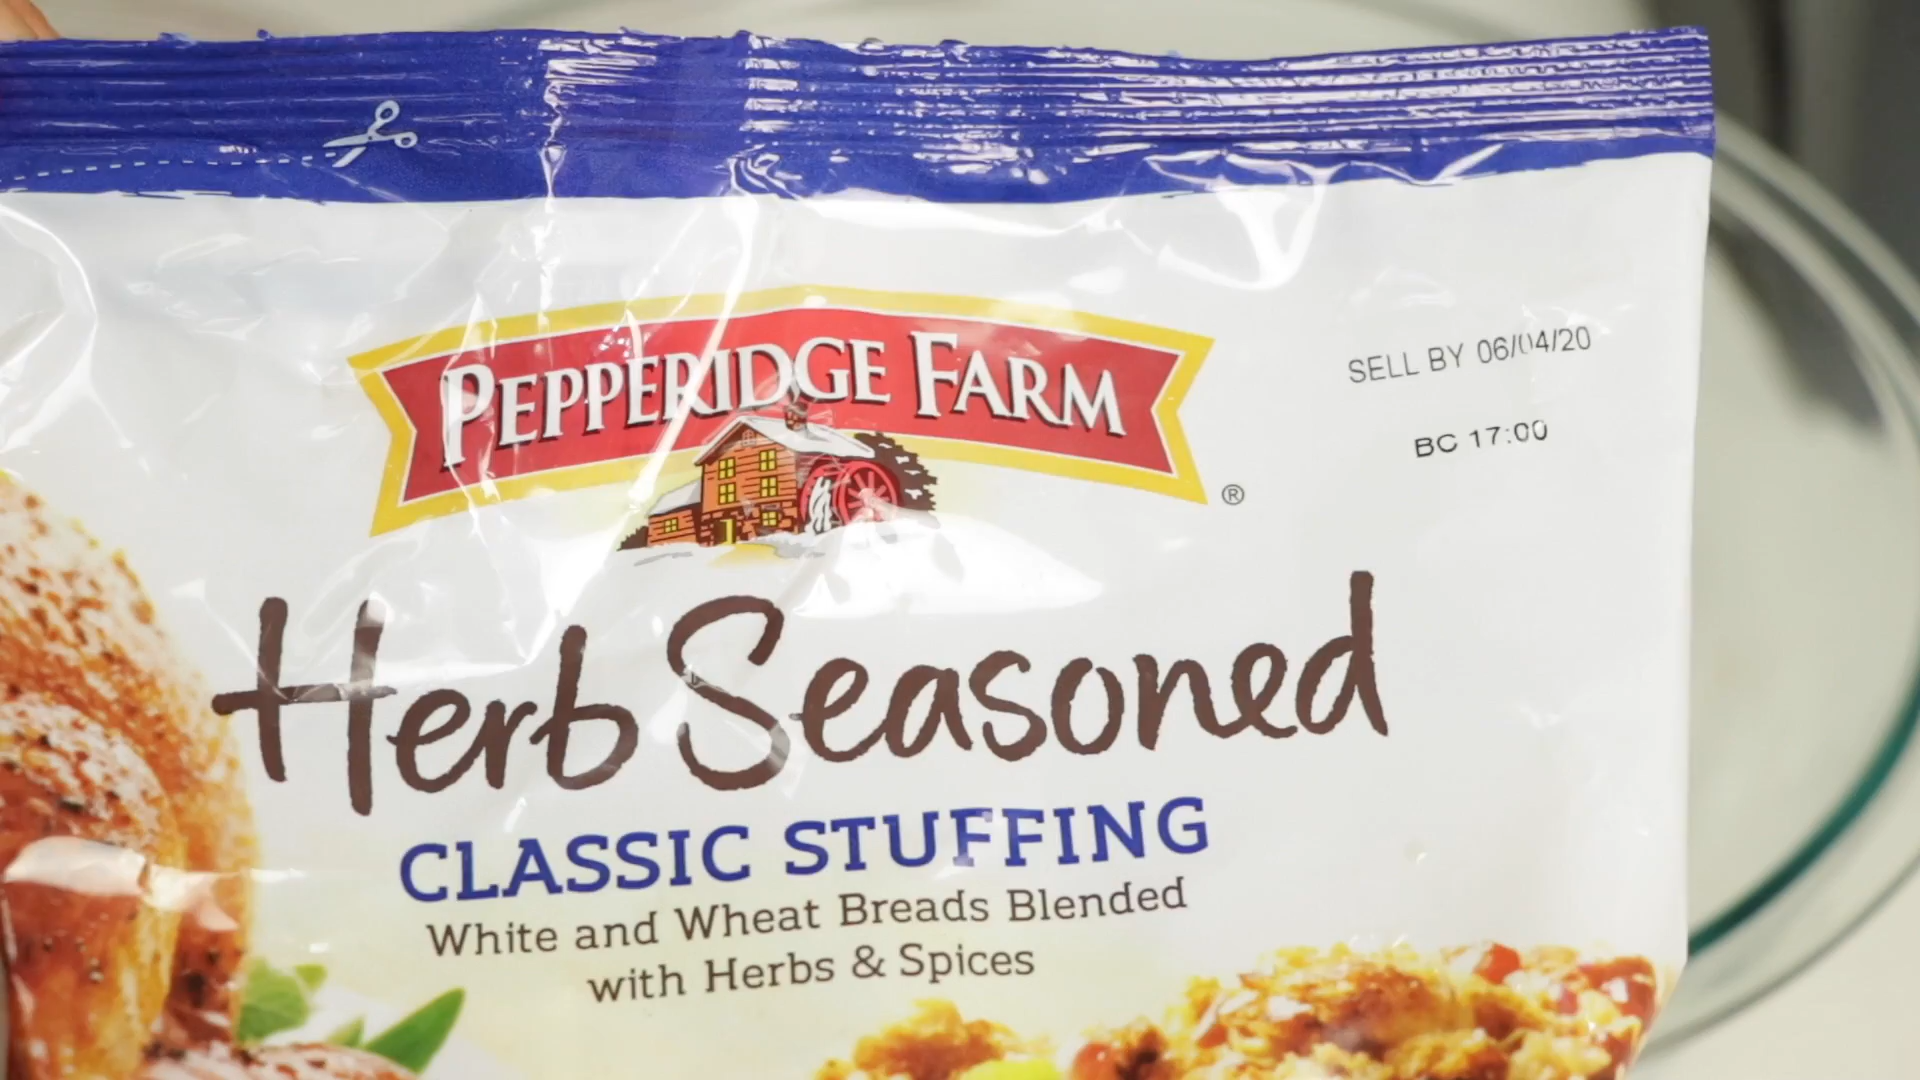 PEPPERIDGE FARM
®
SELL BY 06/04/20
BC 17:00
Herb Seasoned
CLASSIC STUFFING
White and Wheat Breads Blended
with Herbs & Spices